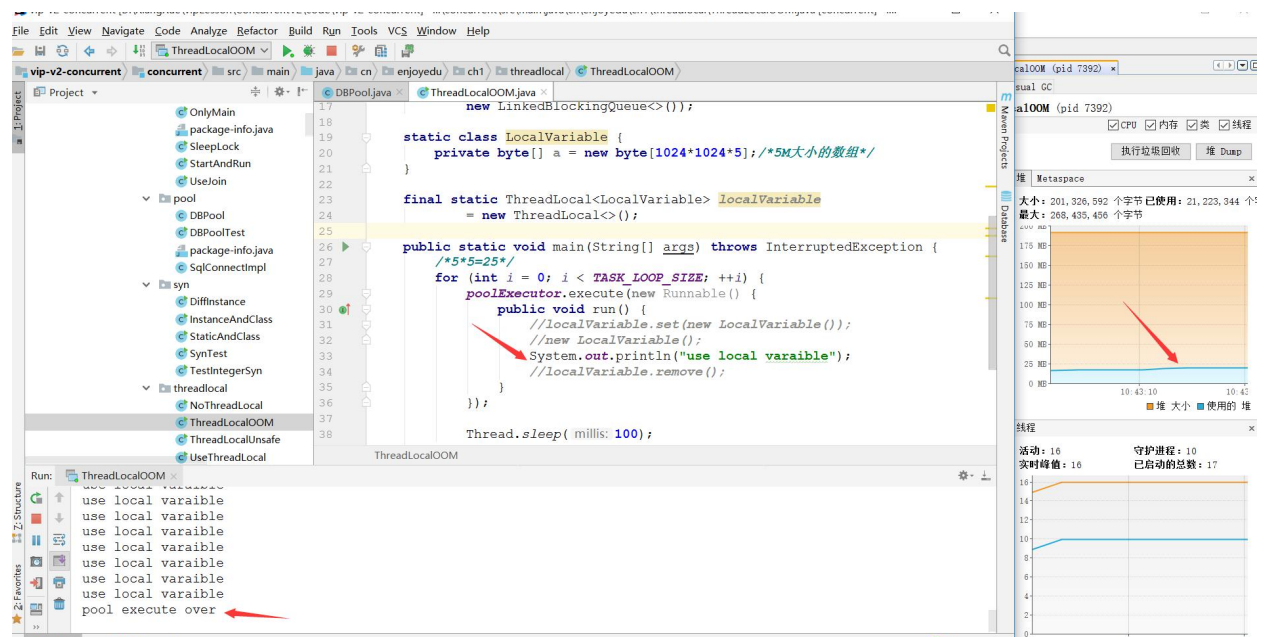 File Edit View Navigate Code Analyze Refactor Build Run Tools VCS Window Help
ThreadLocalOOM
vip-v2-concurrent concurrent src main java cn enjoyedu ch1 threadlocal ThreadLocalOOM
1: Project
Project
OnlyMain
package-info.java
SleepLock
StartAndRun
UseJoin
pool
DBPool
DBPoolTest
package-info.java
SqlConnectImpl
syn
DiffInstance
InstanceAndClass
StaticAndClass
SynTest
TestIntegerSyn
threadlocal
NoThreadLocal
ThreadLocalOOM
ThreadLocalUnsafe
UseThreadLocal
DBPool.java ThreadLocalOOM.java
17 new LinkedBlockingQueue<>());
18
19 static class LocalVariable {
20 private byte[] a = new byte[1024*1024*5];/*5M大小的数组*/
21 }
22
23 final static ThreadLocal<LocalVariable> localVariable
24 = new ThreadLocal<>();
25
26 public static void main(String[] args) throws InterruptedException {
27 /*5*5=25*/
28 for (int i = 0; i < TASK_LOOP_SIZE; ++i) {
29 poolExecutor.execute(new Runnable() {
30 public void run() {
31 //localVariable.set(new LocalVariable());
32 //new LocalVariable();
33 System.out.println("use local varaible");
34 //localVariable.remove();
35 }
36 });
37
38 Thread.sleep( millis: 100);
ThreadLocalOOM
Maven Projects
Database
Run: ThreadLocalOOM
use local varaible
use local varaible
use local varaible
use local varaible
use local varaible
use local varaible
use local varaible
use local varaible
pool execute over
7: Structure
2: Favorites
calOOM (pid 7392)
sual GC
alOOM (pid 7392)
CPU 内存 类 线程
执行垃圾回收 堆 Dump
堆 Metaspace
大小: 201,326,592 个字节 已使用: 21,223,344 个
最大: 268,435,456 个字节
200 MB
175 MB
150 MB
125 MB
100 MB
75 MB
50 MB
25 MB
0 MB
10:43:10 10:43
堆 大小 使用的 堆
线程
活动: 16 守护进程: 10
实时峰值: 16 已启动的总数: 17
16
14
12
10
8
6
4
2
0